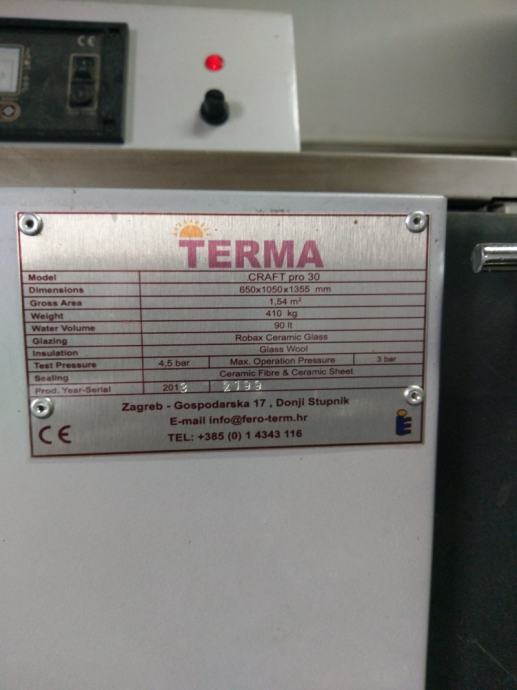 CE
TERMA
Model CRAFT pro 30
Dimensions 650x1050x1355 mm
Gross Area 1,54 m²
Weight 410 kg
Water Volume 90 lt
Glazing Robax Ceramic Glass
Insulation Glass Wool
Test Pressure 4,5 bar Max. Operation Pressure 3 bar
Sealing Ceramic Fibre & Ceramic Sheet
Prod. Year-Serial 2013 2199
Zagreb - Gospodarska 17 , Donji Stupnik
E-mail info@fero-term.hr
CE TEL: +385 (0) 1 4343 116